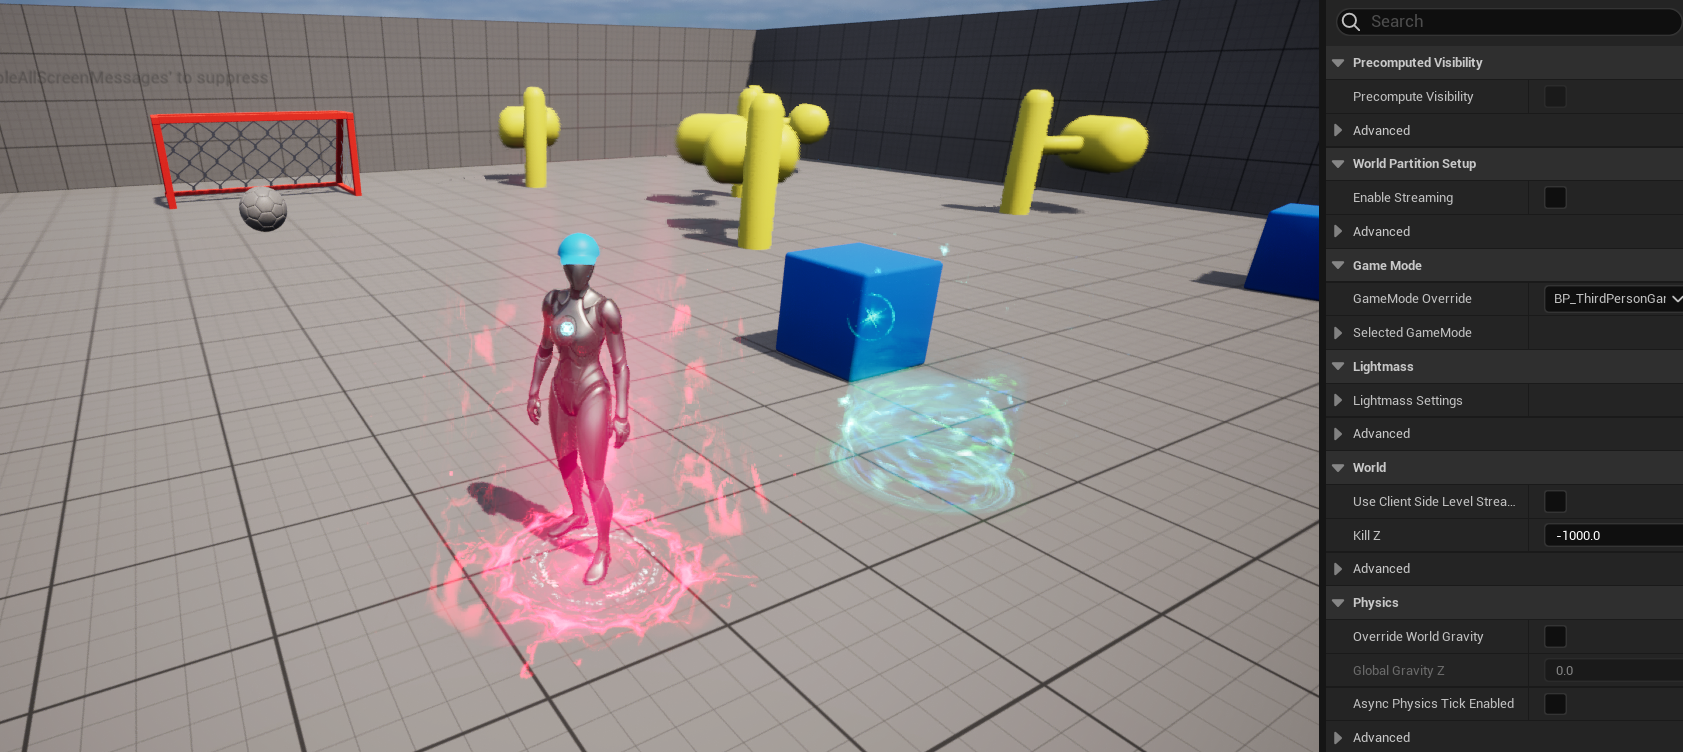 bleAllScreenMessages' to suppress
Search
Precomputed Visibility
Precompute Visibility
Advanced
World Partition Setup
Enable Streaming
Advanced
Game Mode
GameMode Override BP_ThirdPersonGar
Selected GameMode
Lightmass
Lightmass Settings
Advanced
World
Use Client Side Level Strea...
Kill Z -1000.0
Advanced
Physics
Override World Gravity
Global Gravity Z 0.0
Async Physics Tick Enabled
Advanced